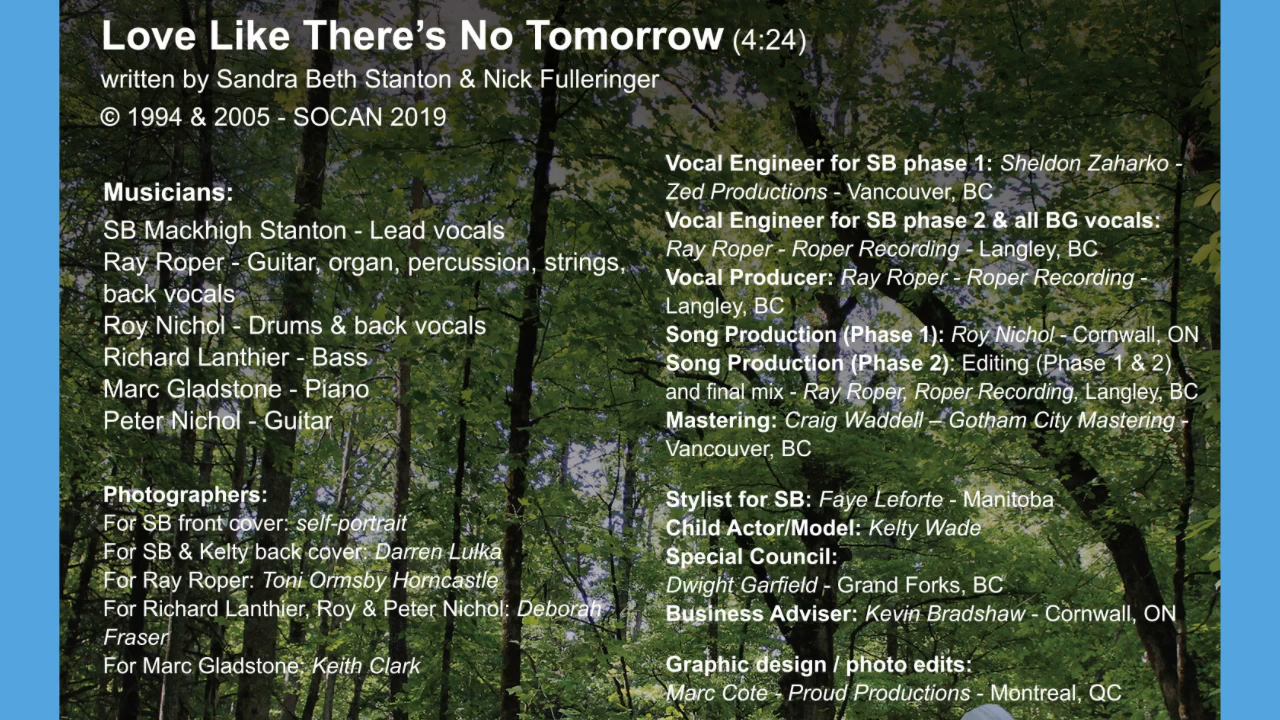 Love Like There's No Tomorrow (4:24)
written by Sandra Beth Stanton & Nick Fulleringer
© 1994 & 2005 - SOCAN 2019
Musicians:
SB Mackhigh Stanton - Lead vocals
Ray Roper - Guitar, organ, percussion, strings,
back vocals
Roy Nichol - Drums & back vocals
Richard Lanthier - Bass
Marc Gladstone - Piano
Peter Nichol - Guitar
Photographers:
For SB front cover: self-portrait
For SB & Kelty back cover: Darren Lulka
For Ray Roper: Toni Ormsby Horncastle
For Richard Lanthier, Roy & Peter Nichol: Deborah
Fraser
For Marc Gladstone: Keith Clark
Vocal Engineer for SB phase 1: Sheldon Zaharko -
Zed Productions - Vancouver, BC
Vocal Engineer for SB phase 2 & all BG vocals:
Ray Roper - Roper Recording - Langley, BC
Vocal Producer: Ray Roper - Roper Recording -
Langley, BC
Song Production (Phase 1): Roy Nichol - Cornwall, ON
Song Production (Phase 2): Editing (Phase 1 & 2)
and final mix - Ray Roper, Roper Recording, Langley, BC
Mastering: Craig Waddell – Gotham City Mastering -
Vancouver, BC
Stylist for SB: Faye Leforte - Manitoba
Child Actor/Model: Kelty Wade
Special Council:
Dwight Garfield - Grand Forks, BC
Business Adviser: Kevin Bradshaw - Cornwall, ON
Graphic design / photo edits:
Marc Cote - Proud Productions - Montreal, QC